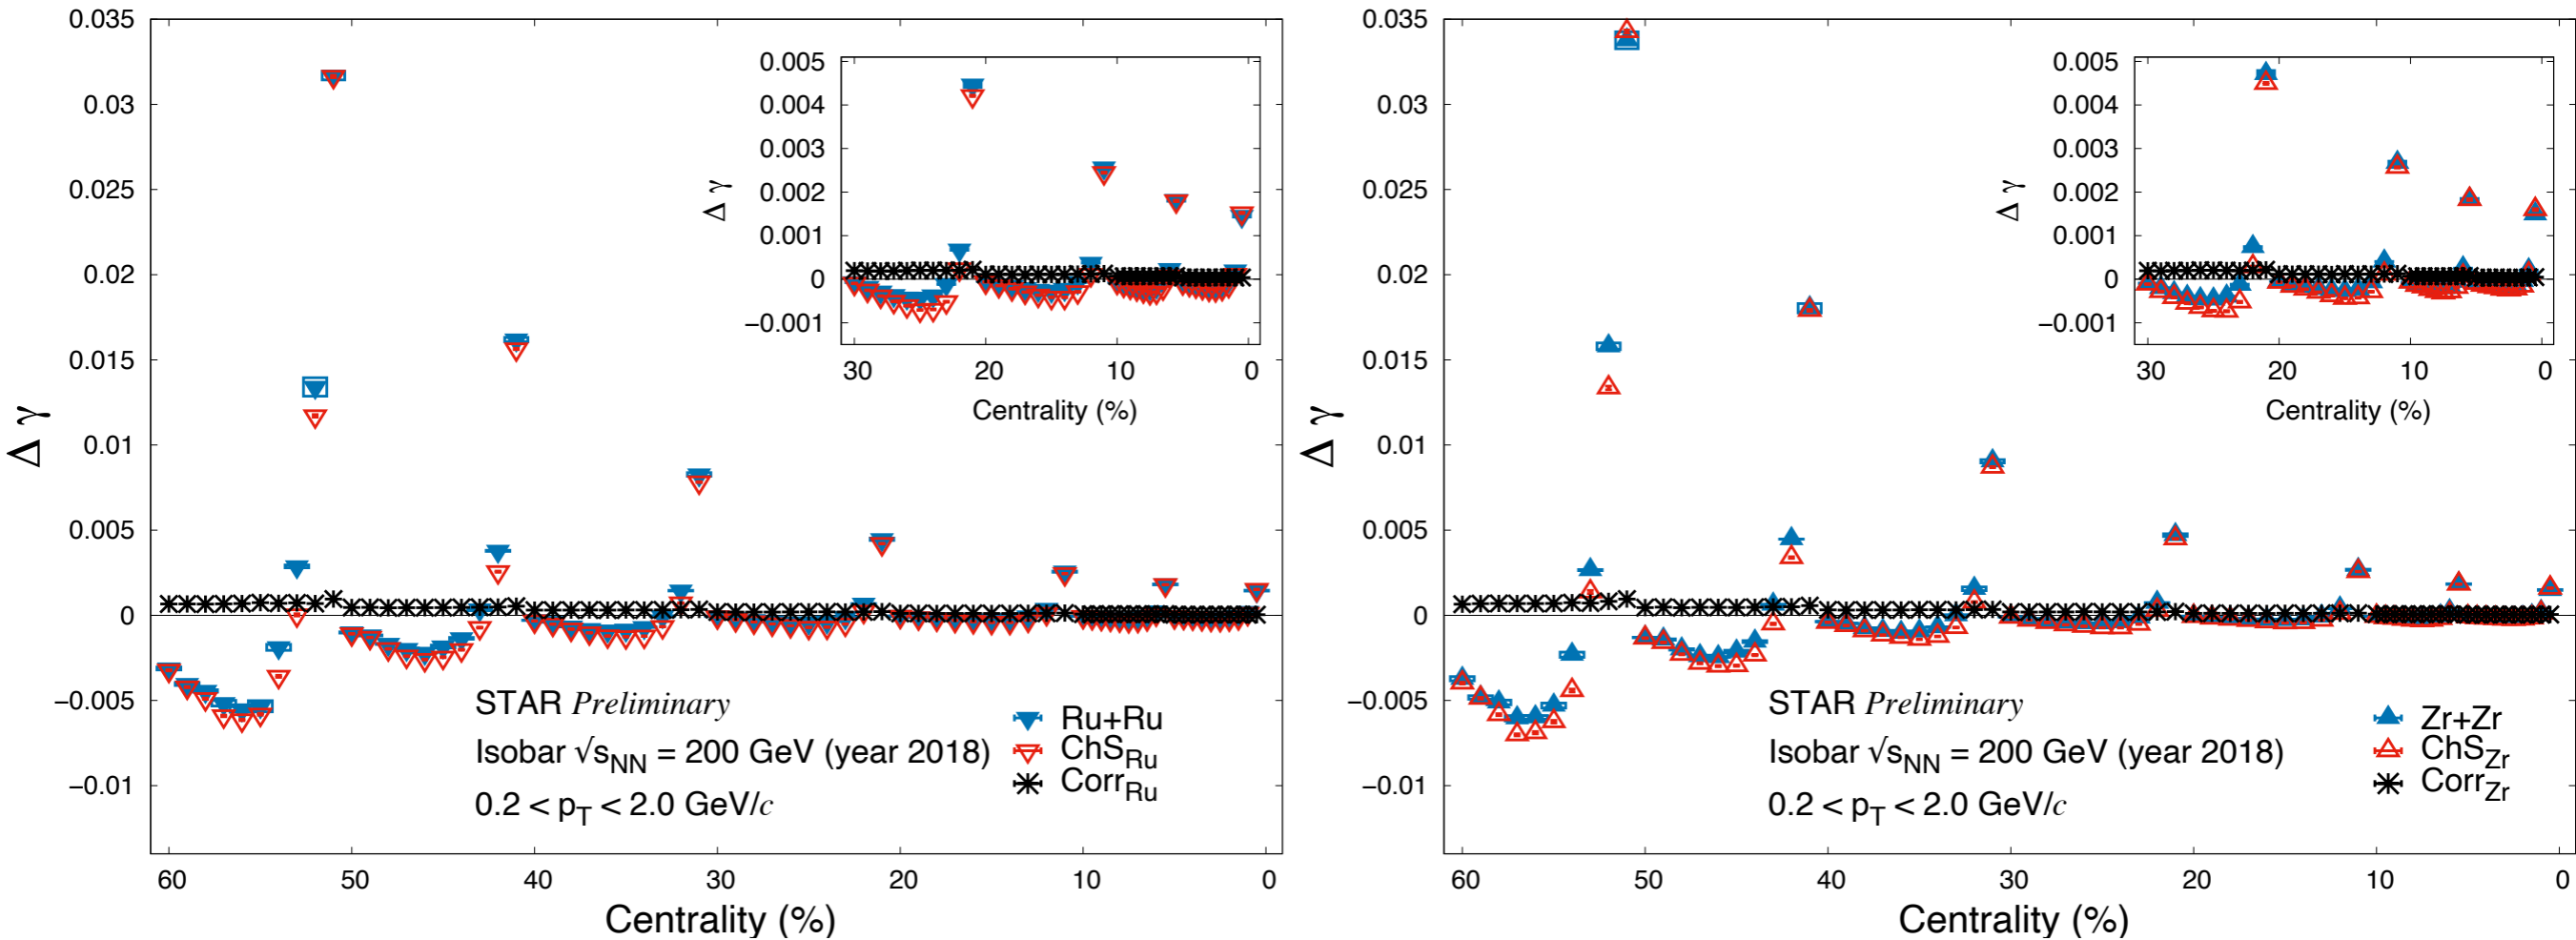 0.035
0.03
0.025
0.02
0.015
0.01
0.005
0
−0.005
−0.01
Δ γ
60 50 40 30 20 10 0
Centrality (%)
0.005
0.004
0.003
0.002
0.001
0
−0.001
Δ γ
30 20 10 0
Centrality (%)
STAR Preliminary
Isobar √sNN = 200 GeV (year 2018)
0.2 < pT < 2.0 GeV/c
Ru+Ru
ChSRu
CorrRu
0.035
0.03
0.025
0.02
0.015
0.01
0.005
0
−0.005
−0.01
Δ γ
60 50 40 30 20 10 0
Centrality (%)
0.005
0.004
0.003
0.002
0.001
0
−0.001
Δ γ
30 20 10 0
Centrality (%)
STAR Preliminary
Isobar √sNN = 200 GeV (year 2018)
0.2 < pT < 2.0 GeV/c
Zr+Zr
ChSZr
CorrZr